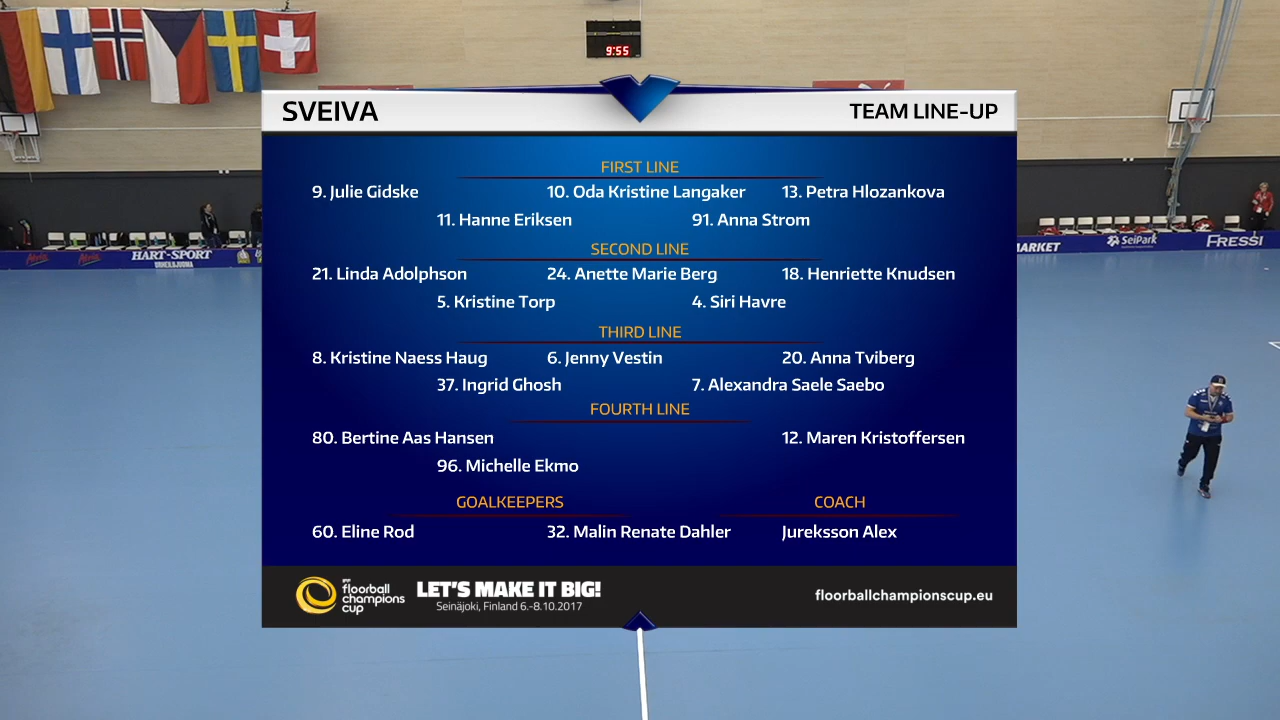 9:55
SVEIVA
TEAM LINE-UP
FIRST LINE
9. Julie Gidske
10. Oda Kristine Langaker
13. Petra Hlozankova
11. Hanne Eriksen
91. Anna Strom
SECOND LINE
21. Linda Adolphson
24. Anette Marie Berg
18. Henriette Knudsen
5. Kristine Torp
4. Siri Havre
THIRD LINE
8. Kristine Naess Haug
6. Jenny Vestin
20. Anna Tviberg
37. Ingrid Ghosh
7. Alexandra Saele Saebo
FOURTH LINE
80. Bertine Aas Hansen
12. Maren Kristoffersen
96. Michelle Ekmo
GOALKEEPERS
COACH
60. Eline Rod
32. Malin Renate Dahler
Jureksson Alex
IFF
floorball
champions
cup
LET'S MAKE IT BIG!
Seinäjoki, Finland 6.-8.10.2017
floorballchampionscup.eu
HART-SPORT
URHEILUJUOMA
MARKET
SeiPark
FRESSI